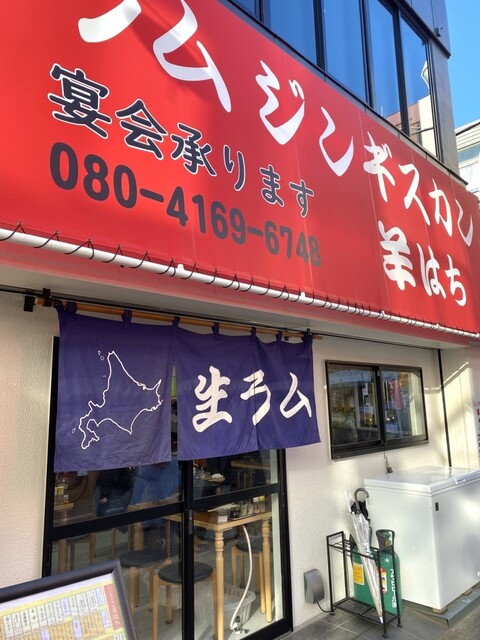 ラム ジンギスカン
羊はち
宴会承ります
080-4169-6748
生ラム